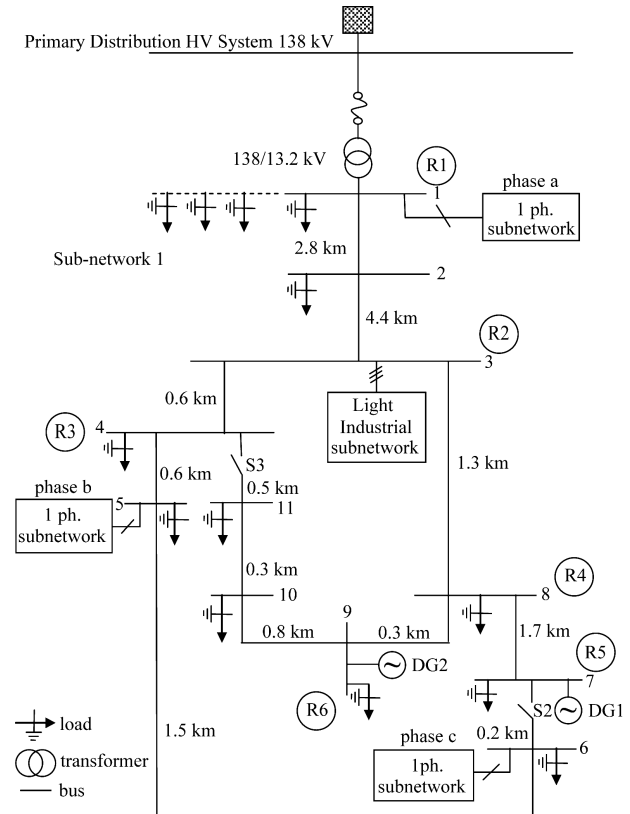 Primary Distribution HV System 138 kV
138/13.2 kV
R1
1
phase a
1 ph.
subnetwork
Sub-network 1
2.8 km
2
4.4 km
R2
3
0.6 km
Light
Industrial
subnetwork
R3
4
S3
1.3 km
0.6 km
phase b
5
1 ph.
subnetwork
0.5 km
11
0.3 km
10
R4
8
9
0.8 km
0.3 km
1.7 km
DG2
R5
7
R6
S2
DG1
load
1.5 km
0.2 km
phase c
6
transformer
1ph.
subnetwork
bus